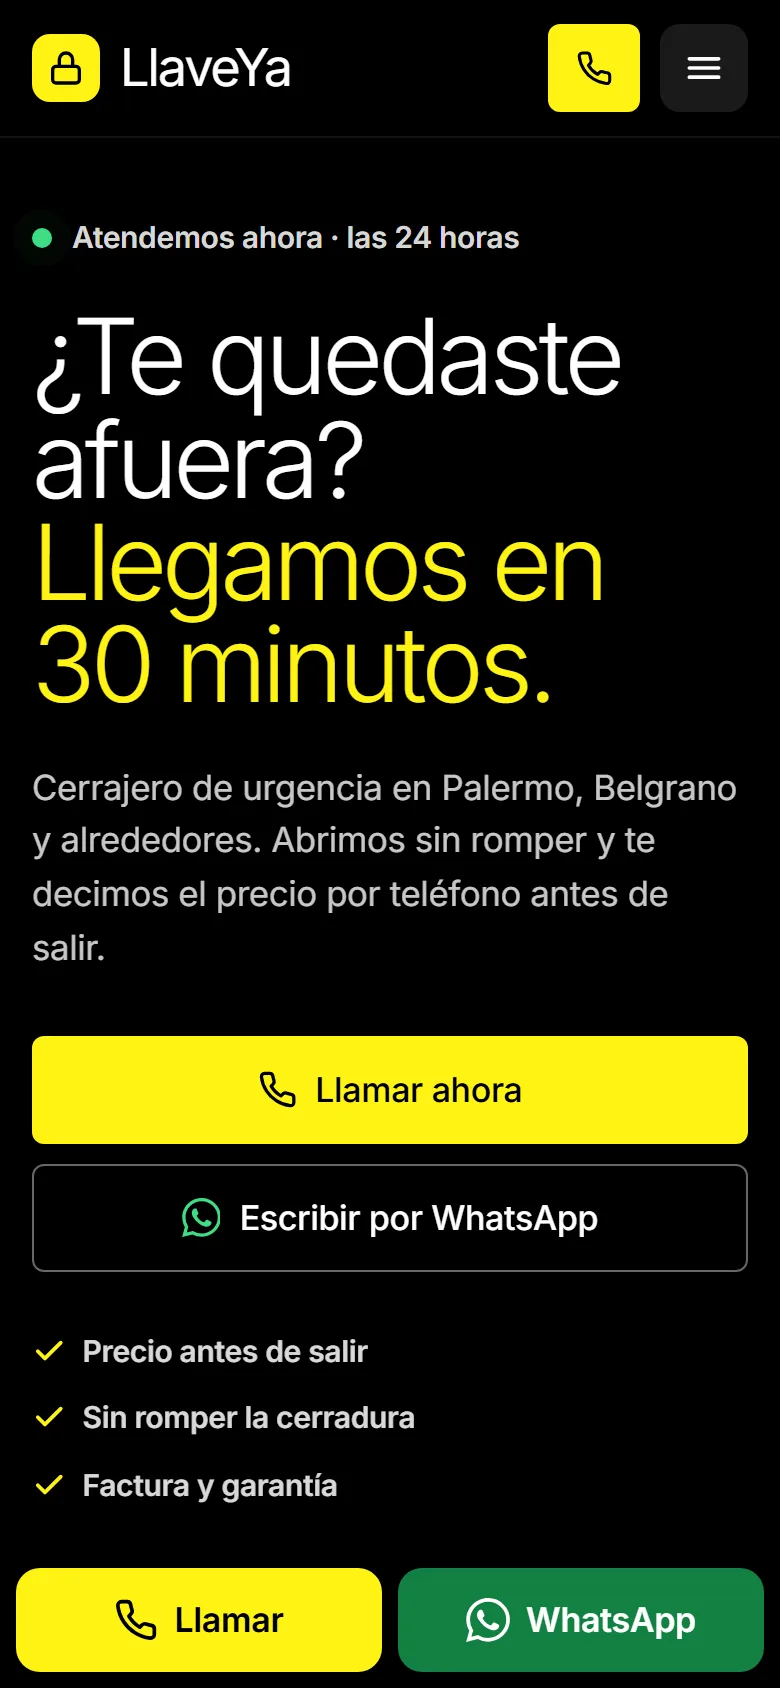 LlaveYa
Atendemos ahora · las 24 horas
¿Te quedaste
afuera?
Llegamos en
30 minutos.
Cerrajero de urgencia en Palermo, Belgrano
y alrededores. Abrimos sin romper y te
decimos el precio por teléfono antes de
salir.
Llamar ahora
Escribir por WhatsApp
Precio antes de salir
Sin romper la cerradura
Factura y garantía
Llamar
WhatsApp